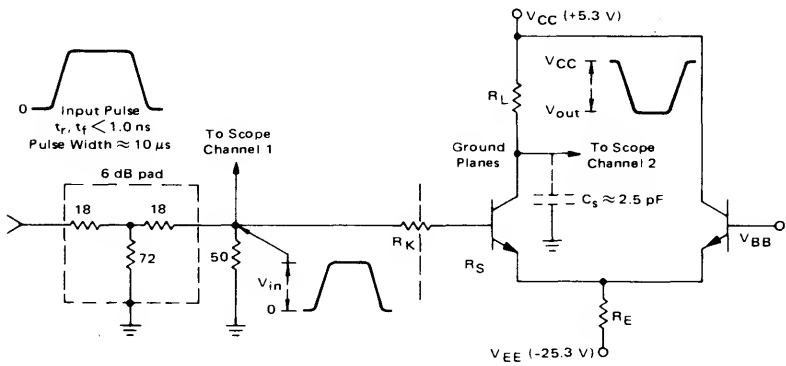 VCC (+5.3 V)
VCC
Vout
RL
0
Input Pulse
tr, tf < 1.0 ns
Pulse Width ≈ 10 μs
To Scope
Channel 1
Ground
Planes
To Scope
Channel 2
6 dB pad
18
18
72
50
Vin
0
RK
RS
Cs ≈ 2.5 pF
VBB
RE
VEE (-25.3 V)